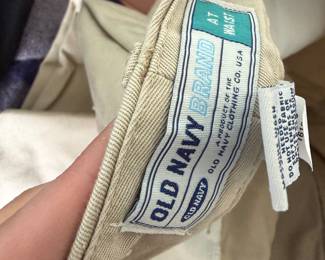 OLD NAVY BRAND
AT
WAIST
A PRODUCT OF THE
OLD NAVY CLOTHING CO. USA
OLD NAVY